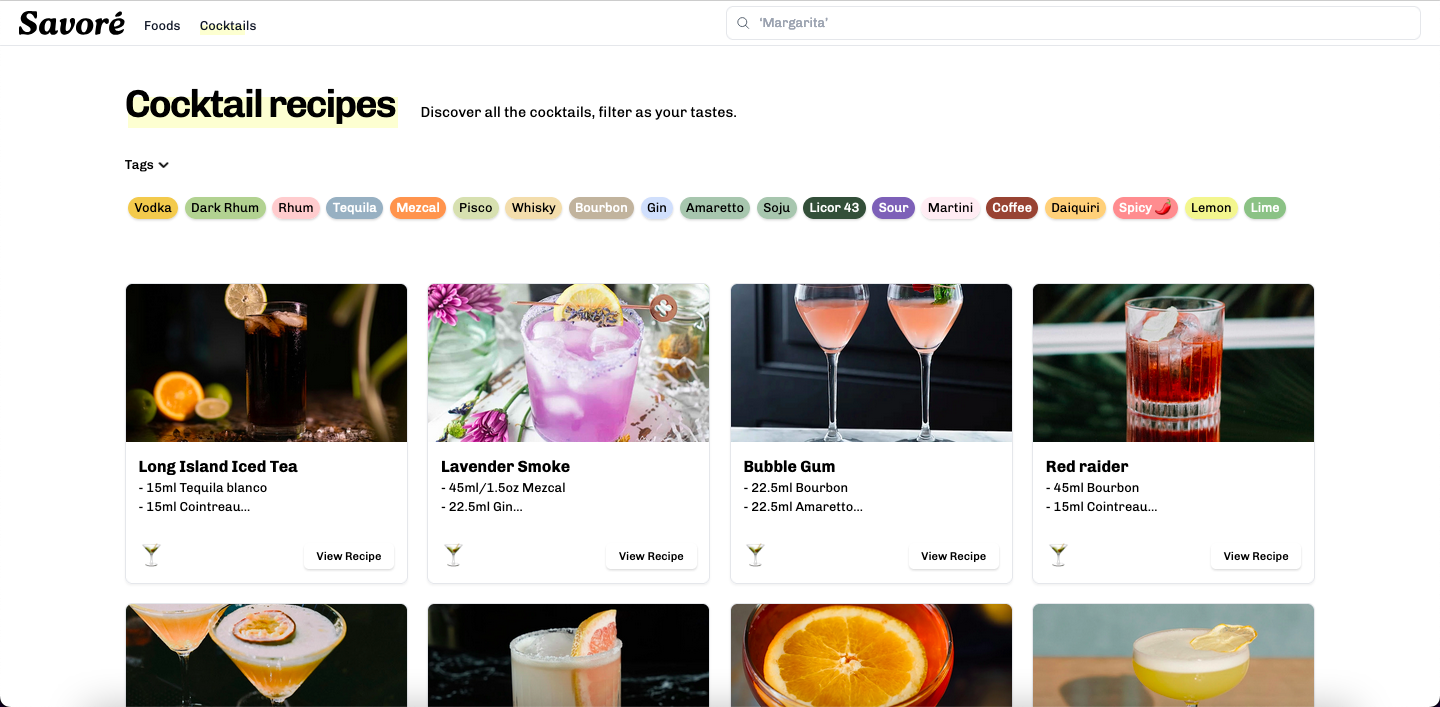 Savoré Foods Cocktails 'Margarita'
Cocktail recipes Discover all the cocktails, filter as your tastes.
Tags
Vodka Dark Rhum Rhum Tequila Mezcal Pisco Whisky Bourbon Gin Amaretto Soju Licor 43 Sour Martini Coffee Daiquiri Spicy🌶️ Lemon Lime
Long Island Iced Tea
- 15ml Tequila blanco
- 15ml Cointreau...
View Recipe
Lavender Smoke
- 45ml/1.5oz Mezcal
- 22.5ml Gin...
View Recipe
Bubble Gum
- 22.5ml Bourbon
- 22.5ml Amaretto...
View Recipe
Red raider
- 45ml Bourbon
- 15ml Cointreau...
View Recipe